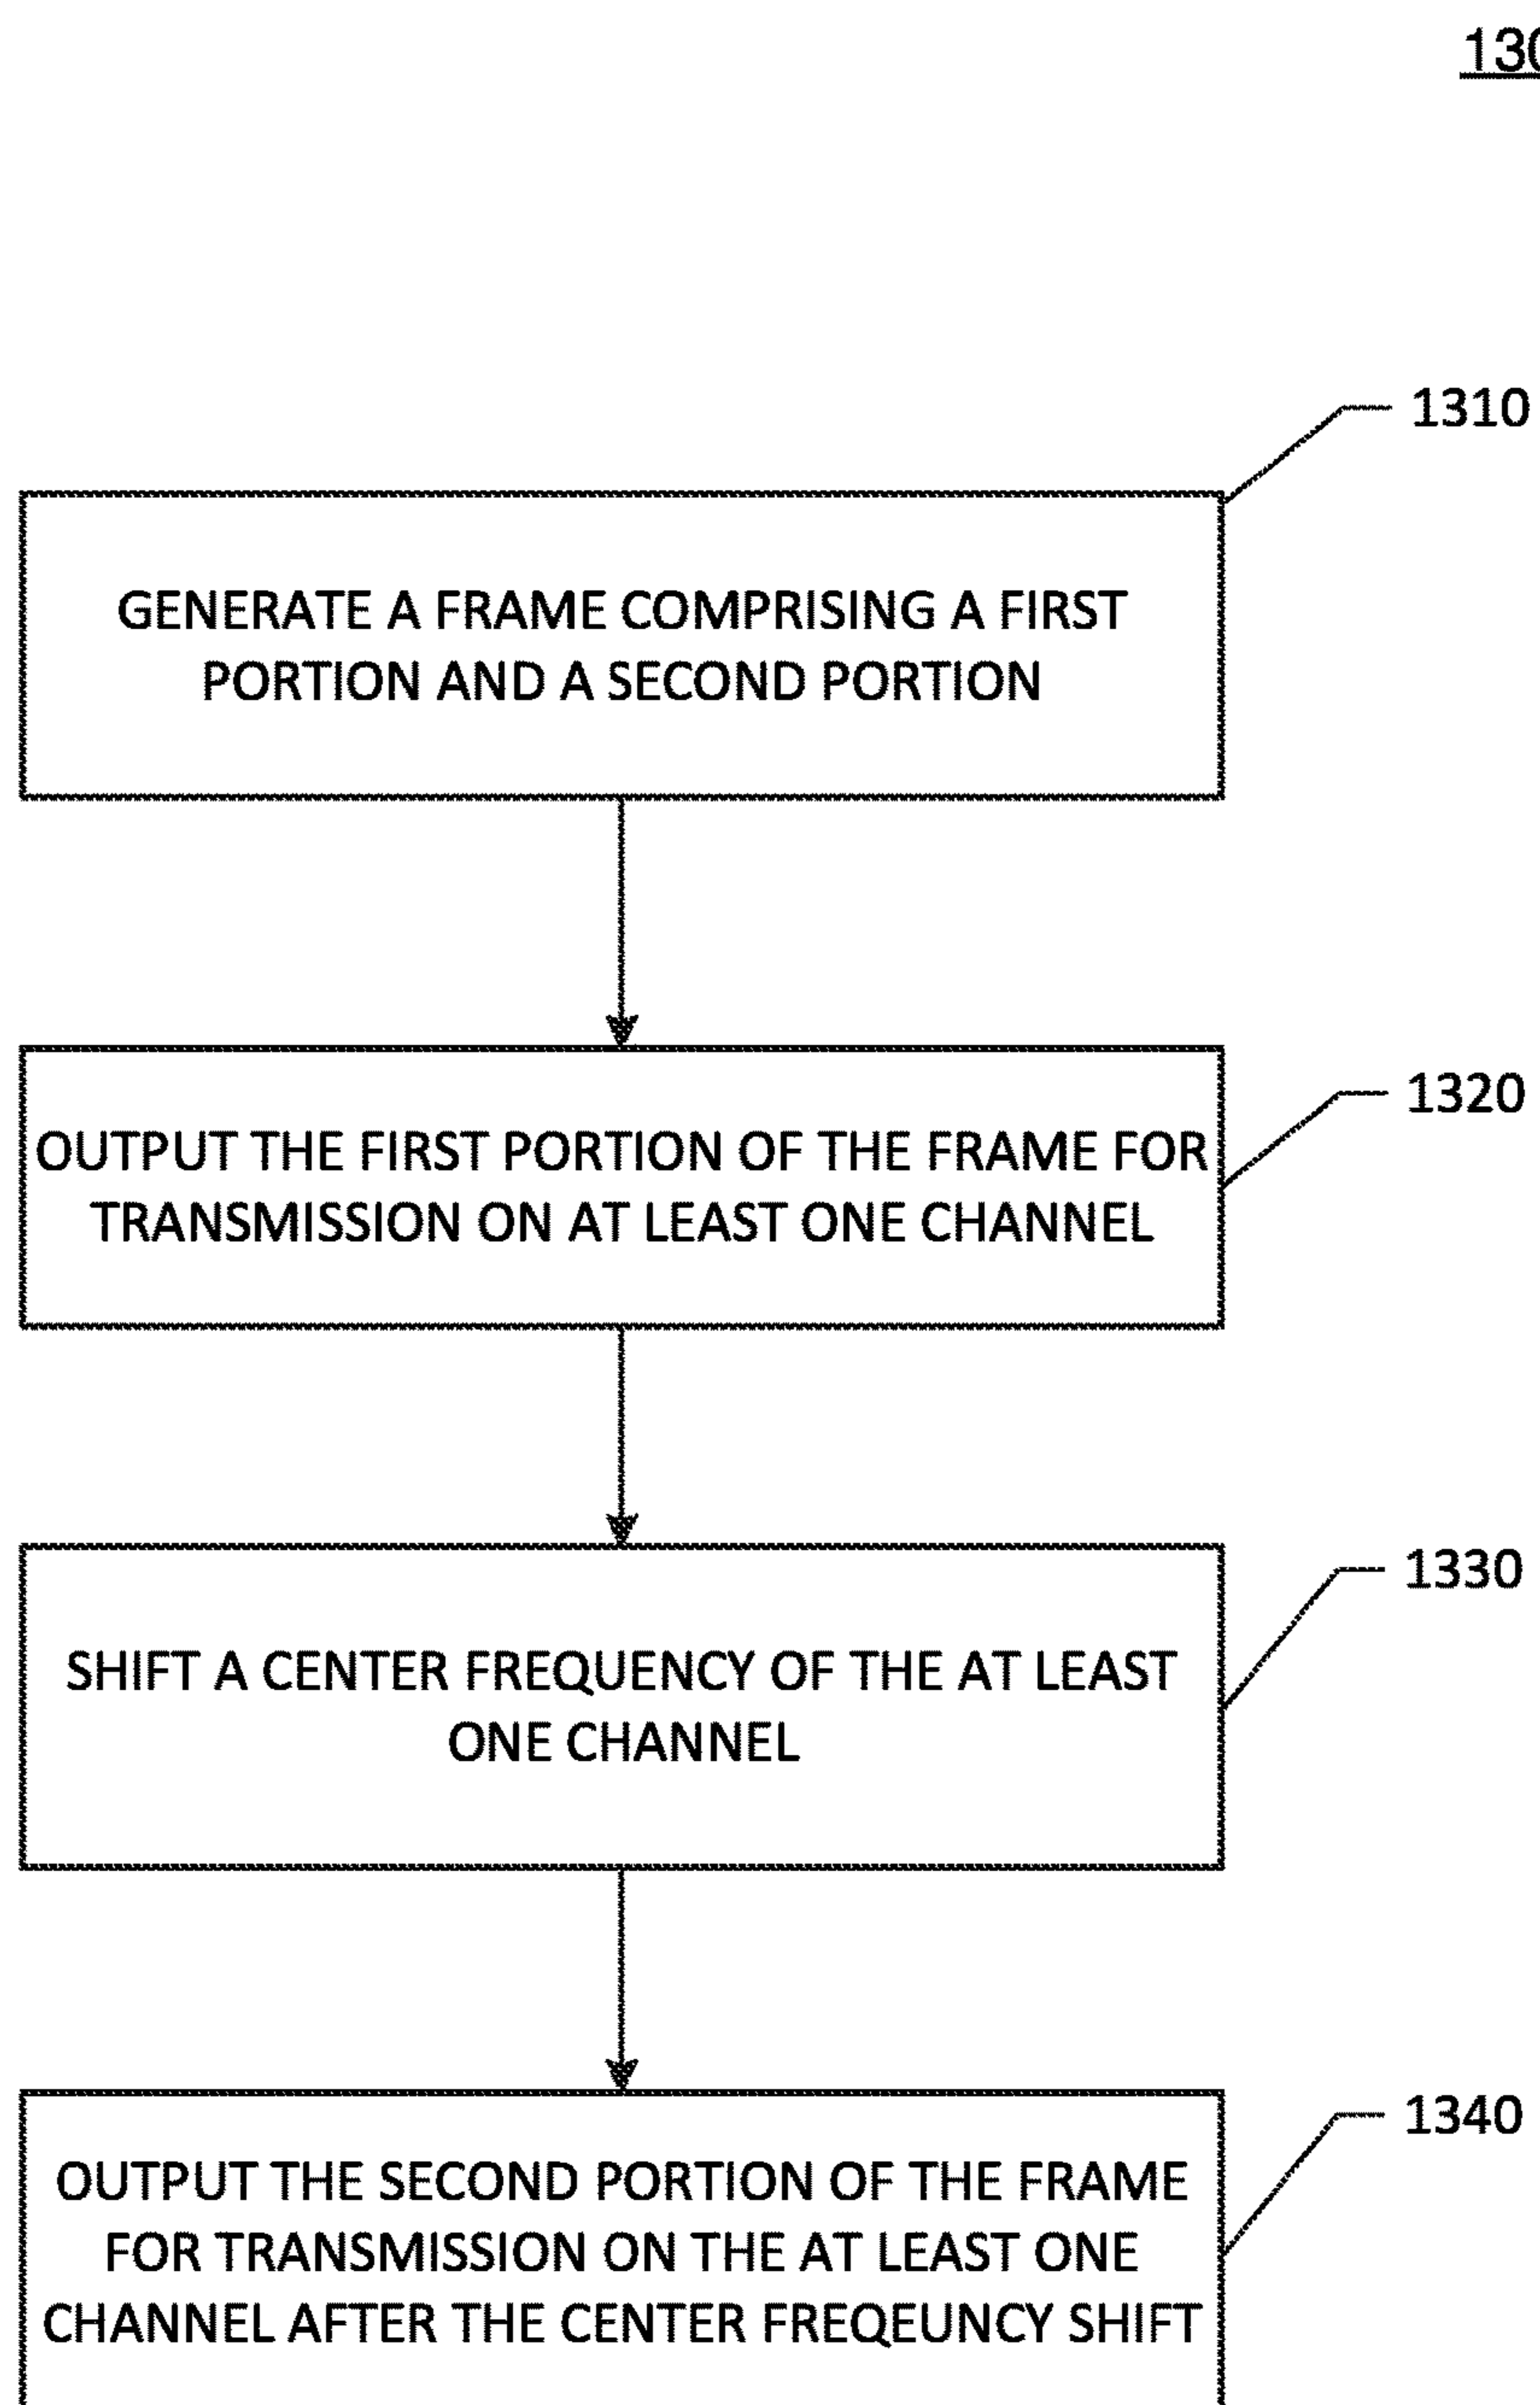 130
1310
GENERATE A FRAME COMPRISING A FIRST
PORTION AND A SECOND PORTION
1320
OUTPUT THE FIRST PORTION OF THE FRAME FOR
TRANSMISSION ON AT LEAST ONE CHANNEL
1330
SHIFT A CENTER FREQUENCY OF THE AT LEAST
ONE CHANNEL
1340
OUTPUT THE SECOND PORTION OF THE FRAME
FOR TRANSMISSION ON THE AT LEAST ONE
CHANNEL AFTER THE CENTER FREQEUNCY SHIFT